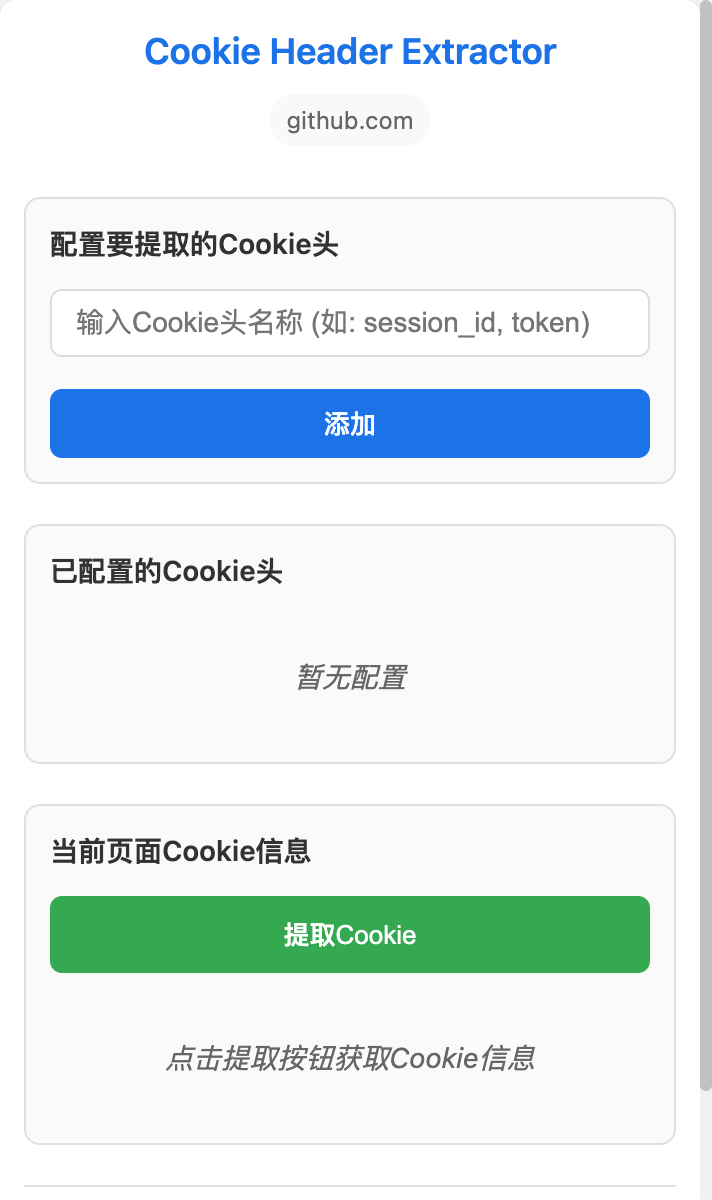 Cookie Header Extractor
github.com
配置要提取的Cookie头
输入Cookie头名称 (如: session_id, token)
添加
已配置的Cookie头
暂无配置
当前页面Cookie信息
提取Cookie
点击提取按钮获取Cookie信息